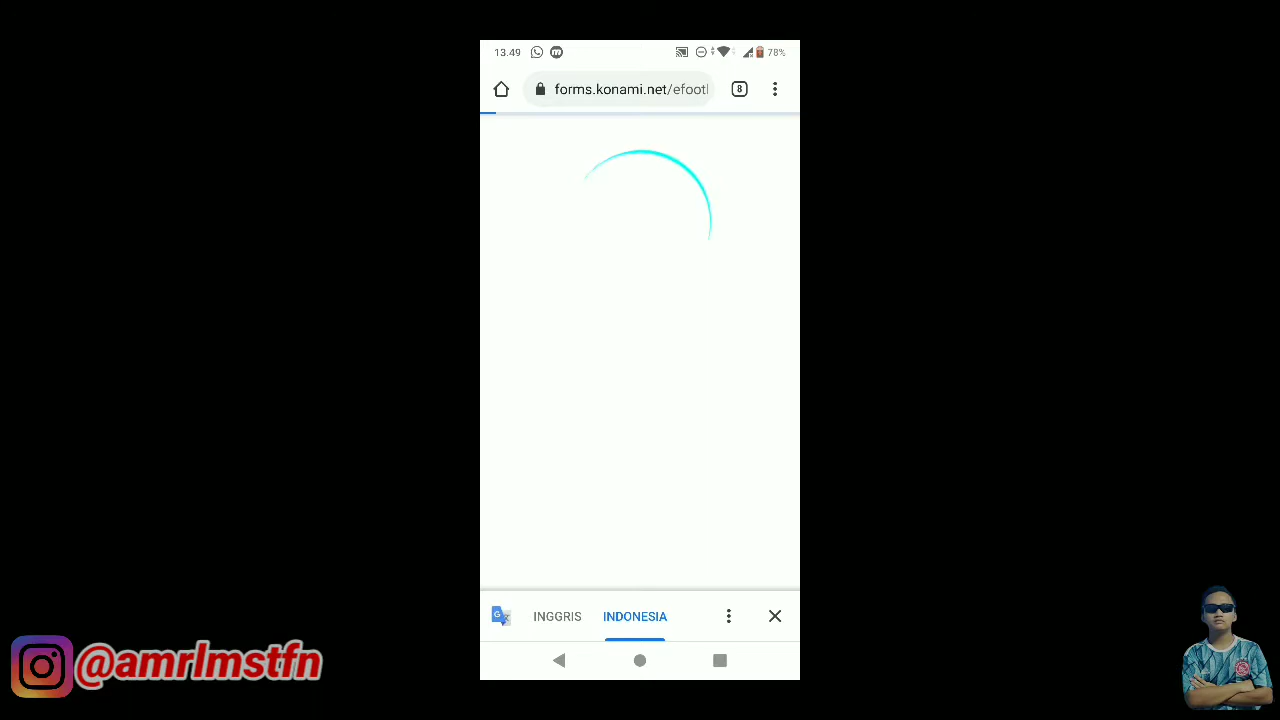 13.49
78%
forms.konami.net/efootl
8
INGGRIS INDONESIA
@amrlmstfn